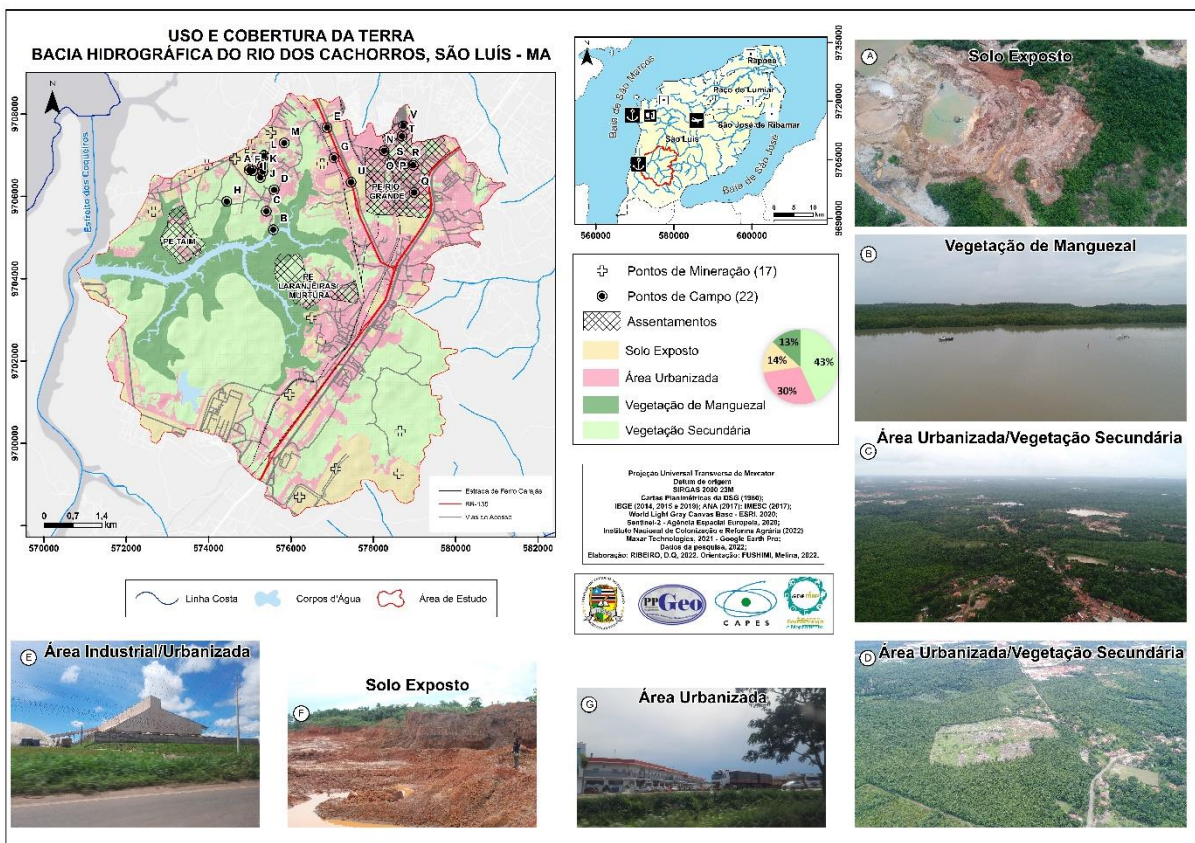 USO E COBERTURA DA TERRA
BACIA HIDROGRÁFICA DO RIO DOS CACHORROS, SÃO LUÍS - MA
N
9708000
9706000
9704000
9702000
9700000
570000
572000
574000
576000
578000
580000
582000
Estreito dos Coqueiros
E
V
T
M
L
N
G
S
R
K
A
F
I
J
O
P
U
D
Q
H
C
B
PE RIO
GRANDE
PE TAIM
RE
LARANJEIRAS/
MURTURA
0 0,7 1,4
km
Estrada de Ferro Carajás
BR-135
Vias de Acesso
Linha Costa
Corpos d'Água
Área de Estudo
N
Baía de São Marcos
Raposa
Paço do Lumiar
São José de Ribamar
São Luís
Baía de São José
0 5 10
km
560000
580000
600000
9735000
9720000
9705000
9690000
Pontos de Mineração (17)
Pontos de Campo (22)
Assentamentos
Solo Exposto
Área Urbanizada
Vegetação de Manguezal
Vegetação Secundária
13%
14%
43%
30%
Projeção Universal Transversa de Mercator
Datum de origem
SIRGAS 2000 23M
Cartas Planimétricas da DSG (1980);
IBGE (2014, 2015 e 2019); ANA (2017); IMESC (2017);
World Light Gray Canvas Base - ESRI, 2020;
Sentinel-2 - Agência Espacial Europeia, 2020;
Instituto Nacional de Colonização e Reforma Agrária (2022)
Maxar Technologies, 2021 - Google Earth Pro;
Dados da pesquisa, 2022;
Elaboração: RIBEIRO, D.Q, 2022. Orientação: FUSHIMI, Melina, 2022.
PPGeo
CAPES
A
Solo Exposto
B
Vegetação de Manguezal
C
Área Urbanizada/Vegetação Secundária
D
Área Urbanizada/Vegetação Secundária
E
Área Industrial/Urbanizada
F
Solo Exposto
G
Área Urbanizada